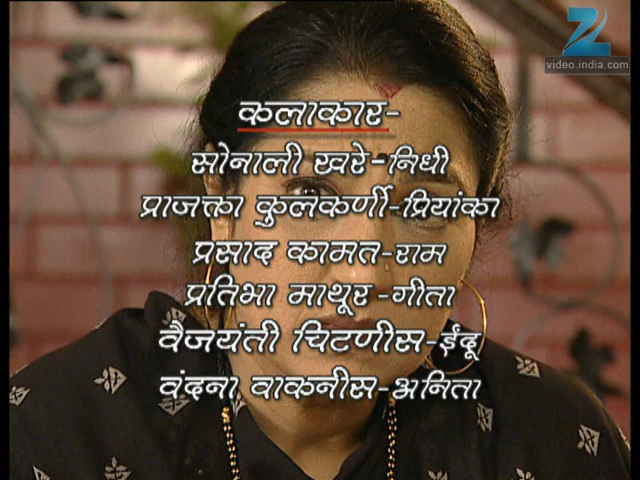 Z
video.india.com
कलाकार-
सोनाली खरे-निधी
प्राजक्ता कुलकर्णी-प्रियांका
प्रसाद कामत-राम
प्रतिभा माथूर-गीता
वैजयंती चिटणीस-ईंदू
वंदना वाकनीस-अनिता